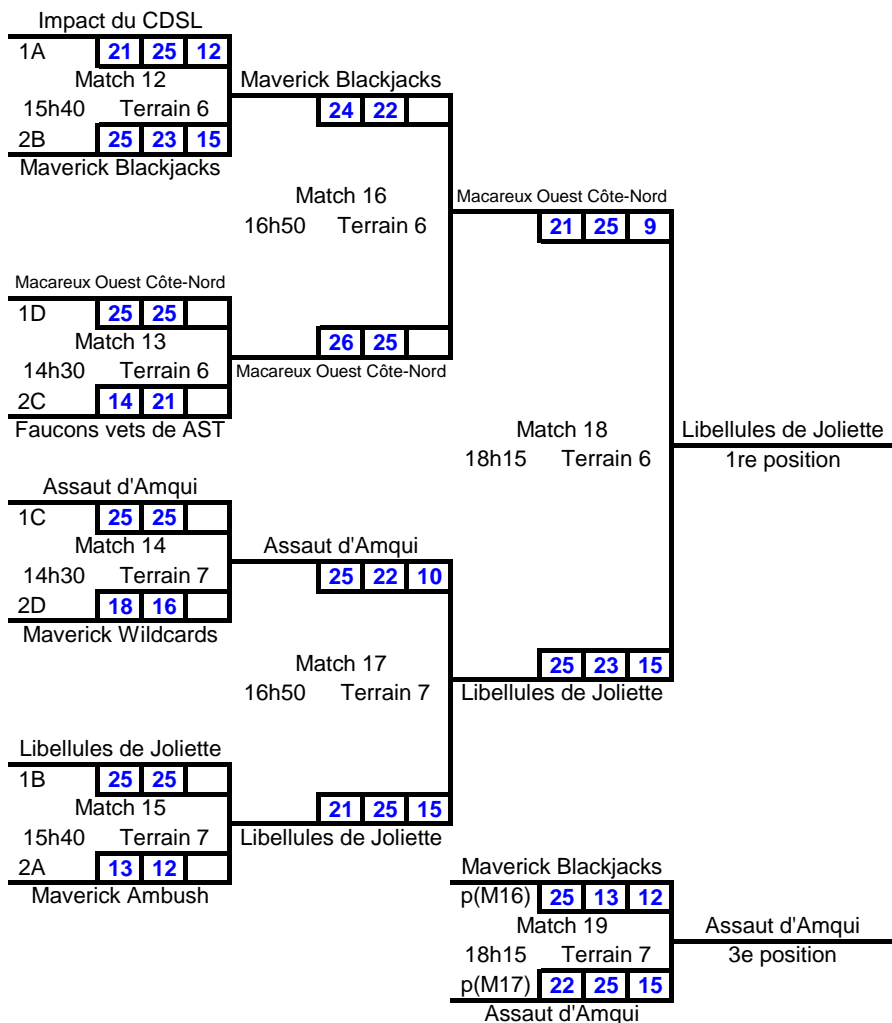 Impact du CDSL
1A 21 25 12
Match 12
15h40 Terrain 6
2B 25 23 15
Maverick Blackjacks
Maverick Blackjacks
24 22
Match 16
16h50 Terrain 6
26 25
Macareux Ouest Côte-Nord
Macareux Ouest Côte-Nord
1D 25 25
Match 13
14h30 Terrain 6
2C 14 21
Faucons vets de AST
Macareux Ouest Côte-Nord
21 25 9
Match 18
18h15 Terrain 6
25 23 15
Libellules de Joliette
Libellules de Joliette
1re position
Assaut d'Amqui
1C 25 25
Match 14
14h30 Terrain 7
2D 18 16
Maverick Wildcards
Assaut d'Amqui
25 22 10
Match 17
16h50 Terrain 7
21 25 15
Libellules de Joliette
Libellules de Joliette
1B 25 25
Match 15
15h40 Terrain 7
2A 13 12
Maverick Ambush
Maverick Blackjacks
p(M16) 25 13 12
Match 19
18h15 Terrain 7
p(M17) 22 25 15
Assaut d'Amqui
Assaut d'Amqui
3e position